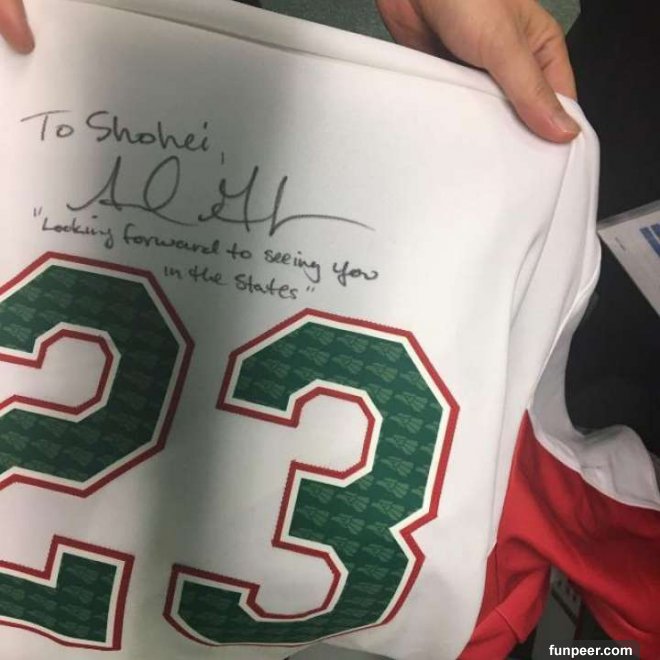 To Shohei,
"Looking forward to seeing you
in the States"
23
funpeer.com